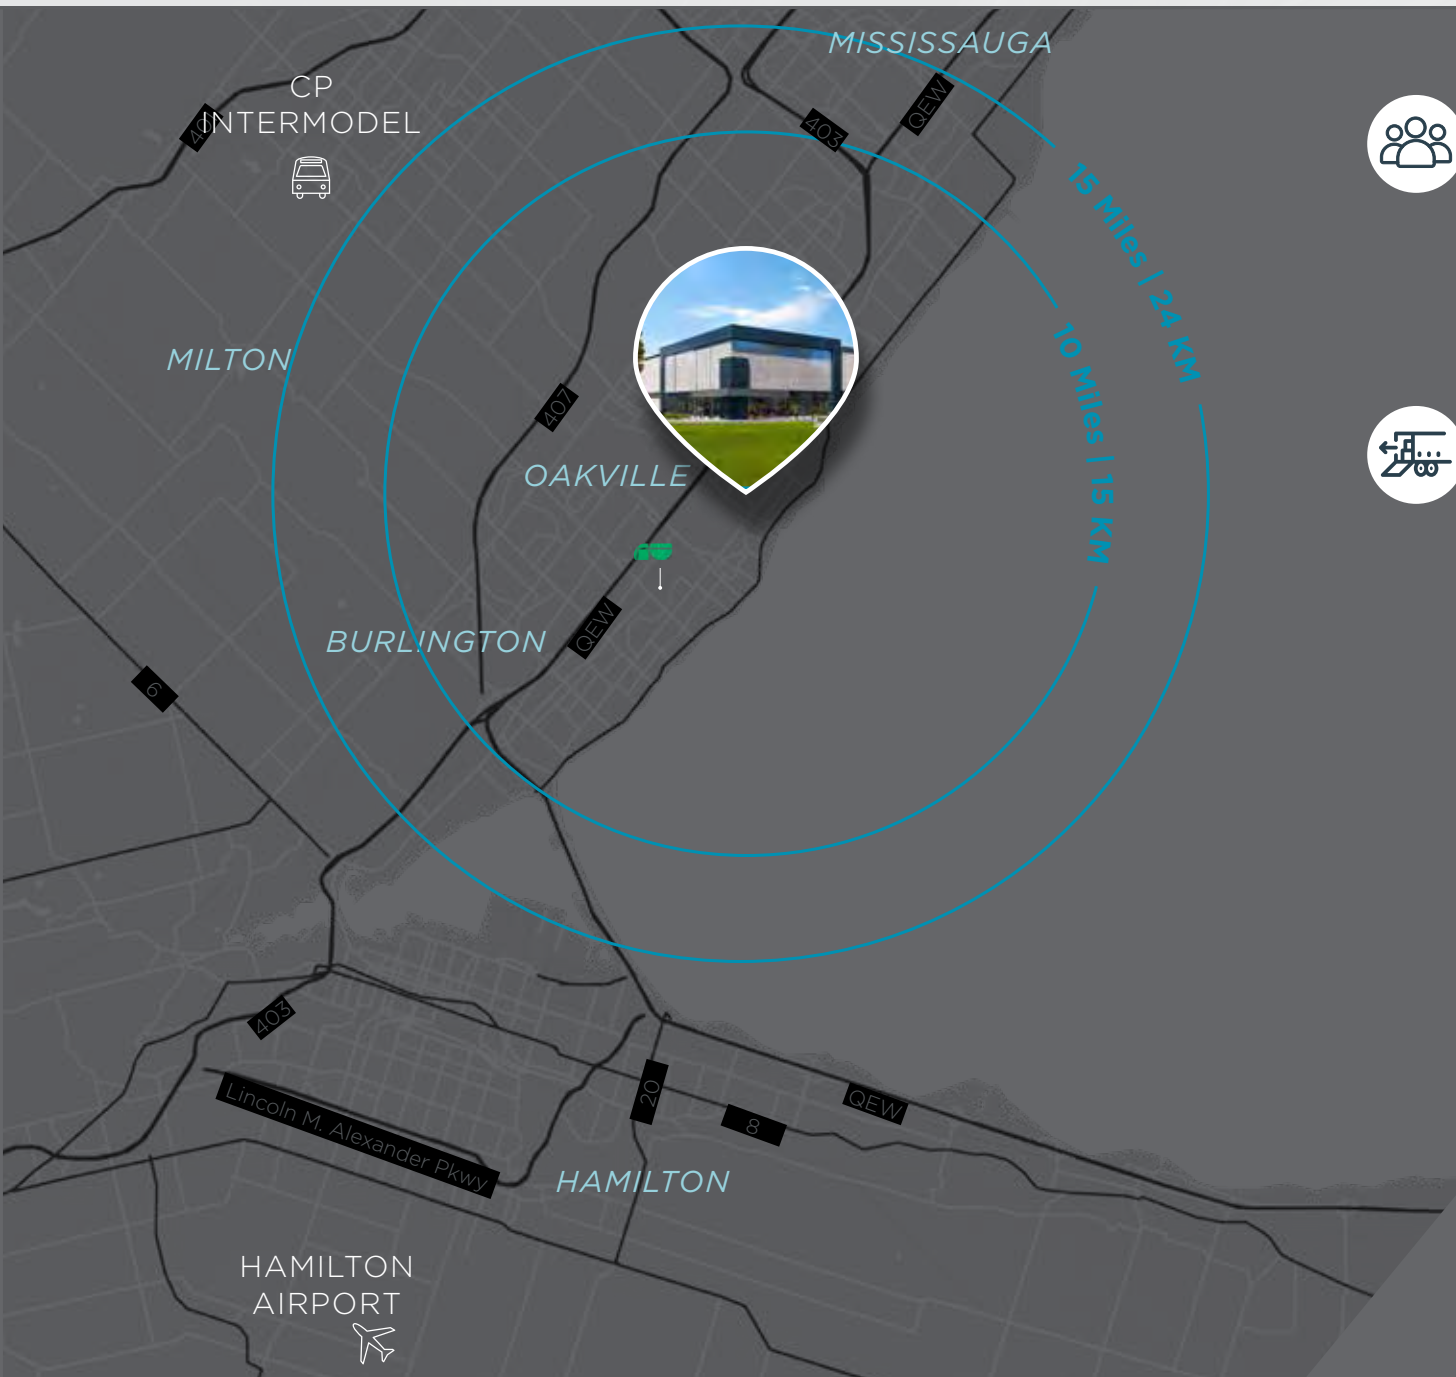 MISSISSAUGA
CP
INTERMODEL
QEW
403
15 Miles | 24 KM
10 Miles | 15 KM
MILTON
407
OAKVILLE
QEW
BURLINGTON
6
403
Lincoln M. Alexander Pkwy
20
8
QEW
HAMILTON
HAMILTON
AIRPORT